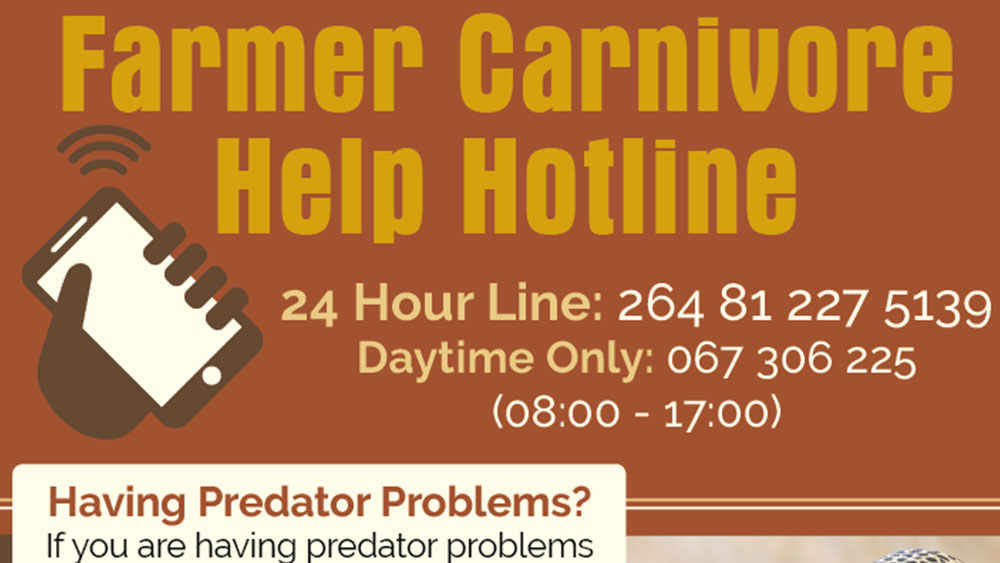 Farmer Carnivore
Help Hotline
24 Hour Line: 264 81 227 5139
Daytime Only: 067 306 225
(08:00 - 17:00)
Having Predator Problems?
If you are having predator problems